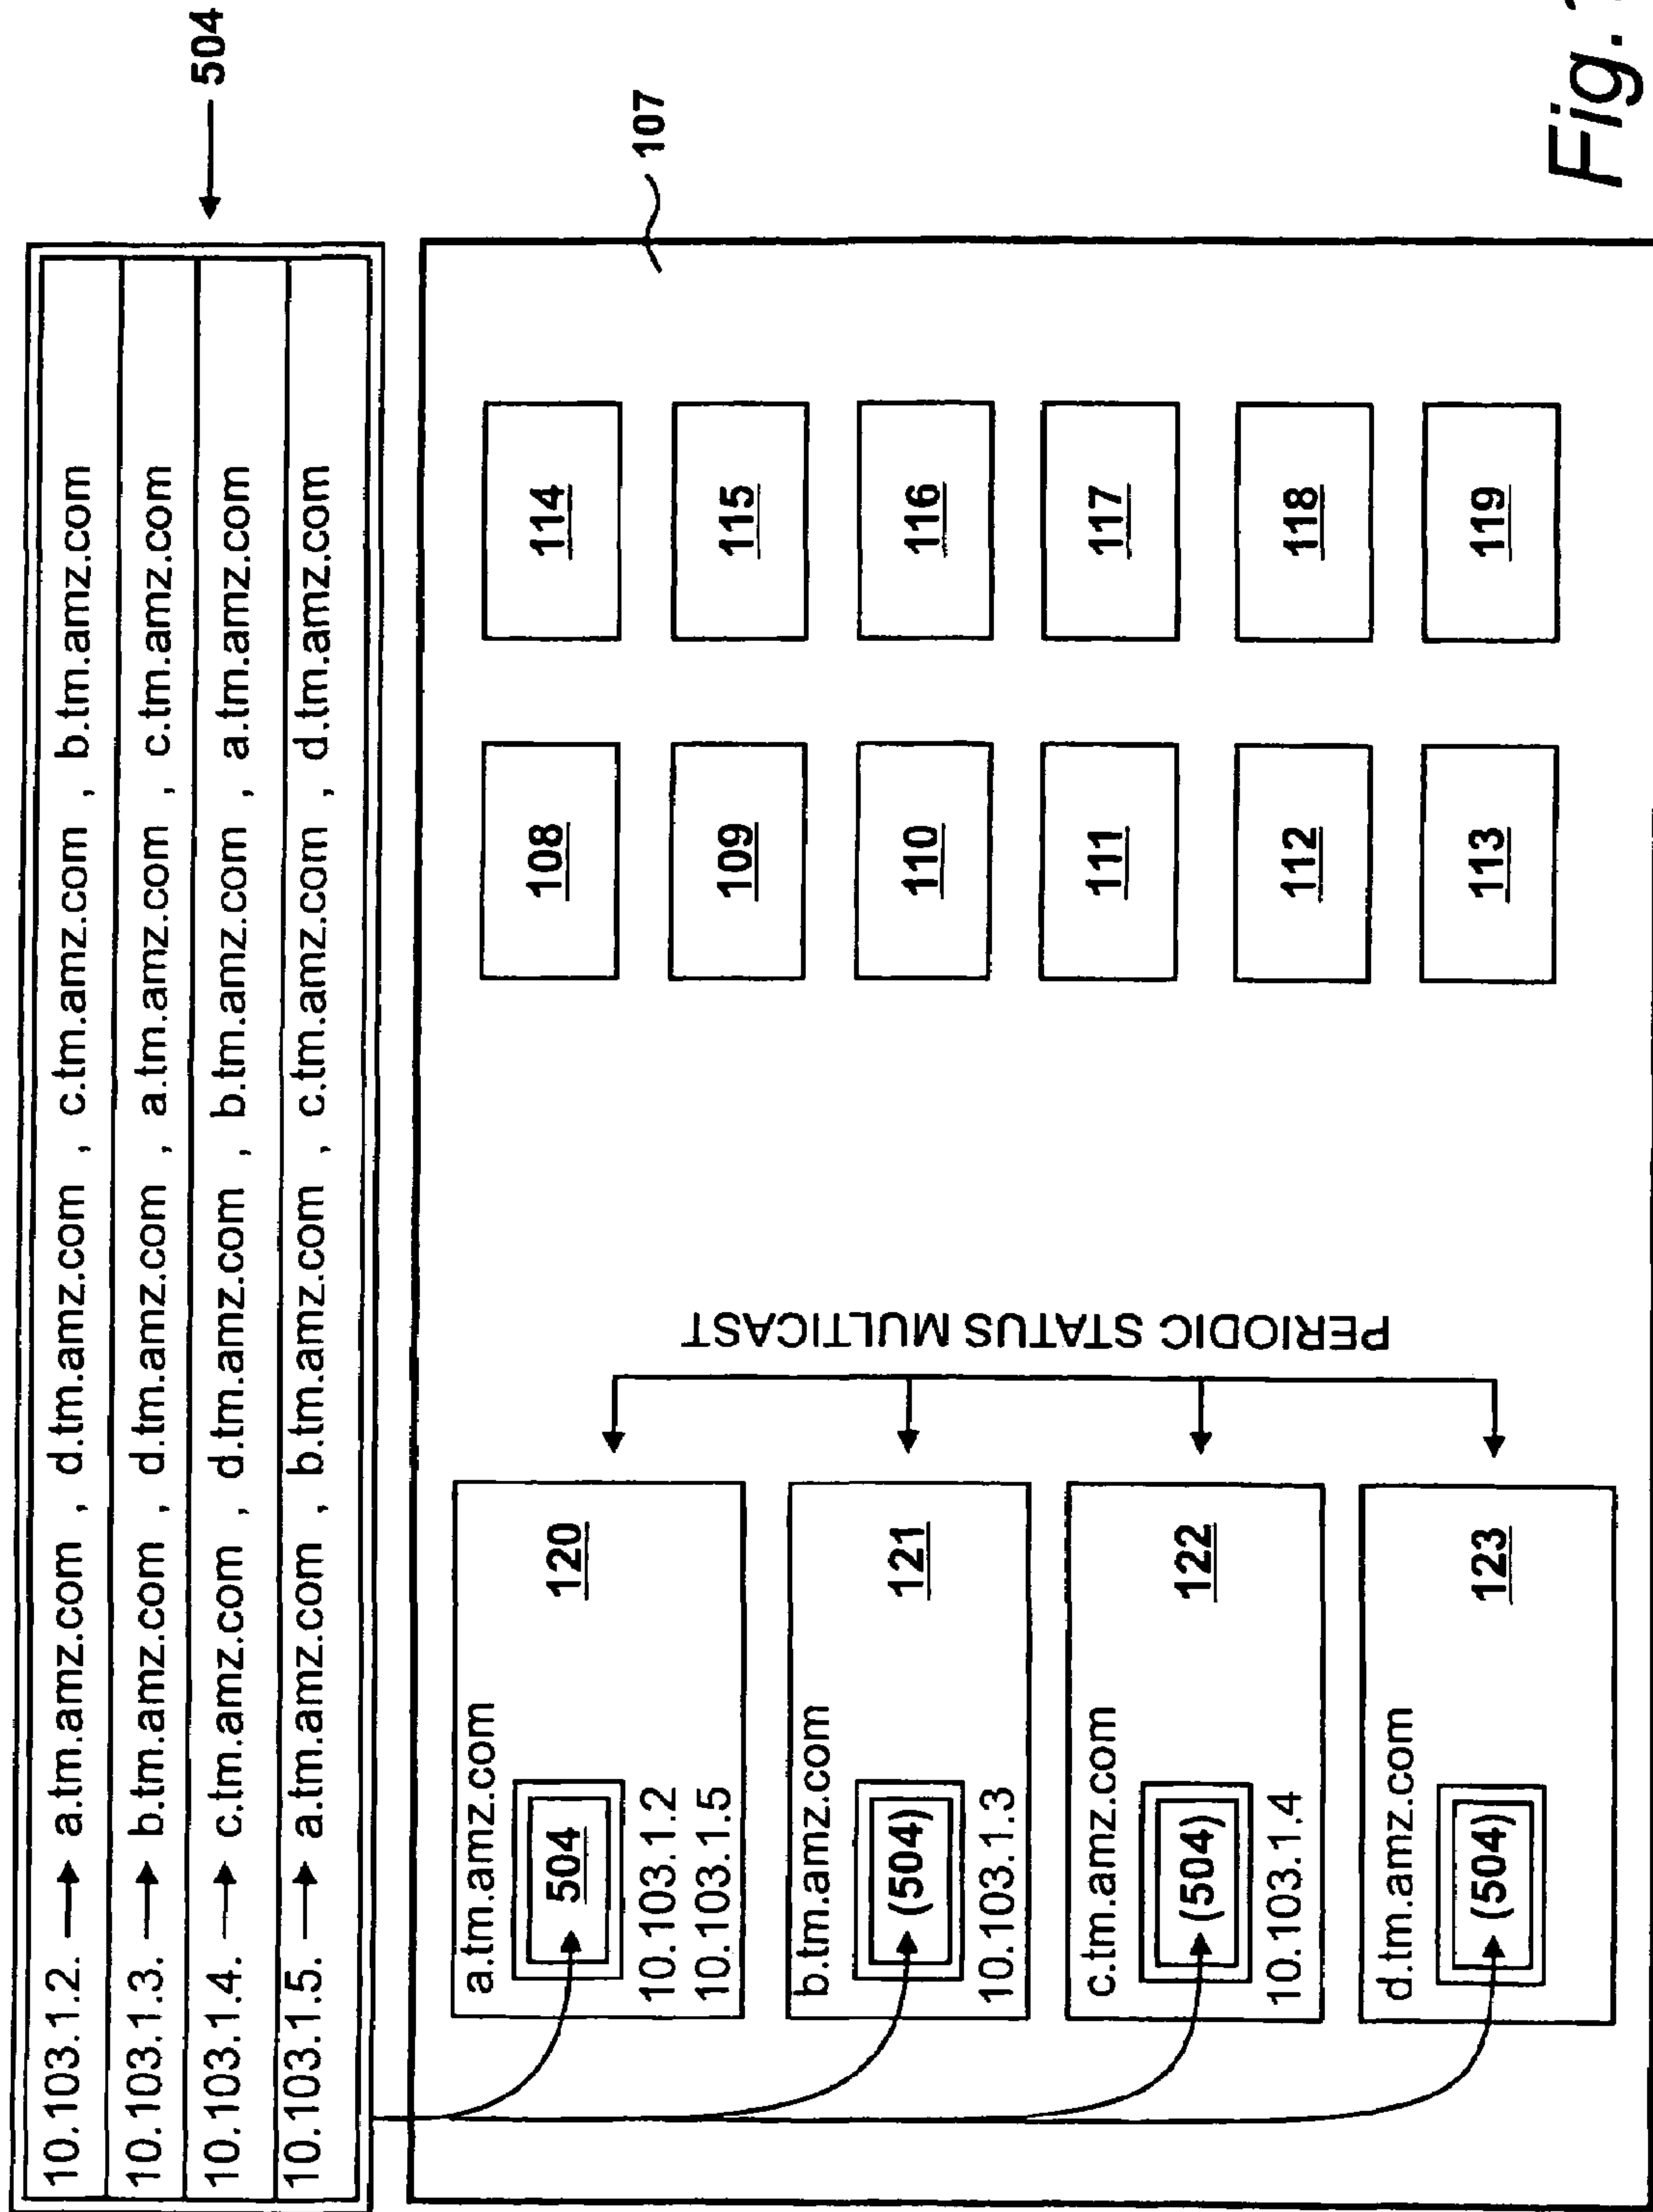 10.103.1.2. → a.tm.amz.com , d.tm.amz.com , c.tm.amz.com , b.tm.amz.com
10.103.1.3. → b.tm.amz.com , d.tm.amz.com , a.tm.amz.com , c.tm.amz.com
10.103.1.4. → c.tm.amz.com , d.tm.amz.com , b.tm.amz.com , a.tm.amz.com
10.103.1.5. → a.tm.amz.com , b.tm.amz.com , c.tm.amz.com , d.tm.amz.com
504
107
a.tm.amz.com
504
120
10.103.1.2
10.103.1.5
b.tm.amz.com
(504)
121
10.103.1.3
c.tm.amz.com
(504)
122
10.103.1.4
d.tm.amz.com
(504)
123
PERIODIC STATUS MULTICAST
108
109
110
111
112
113
114
115
116
117
118
119
Fig.